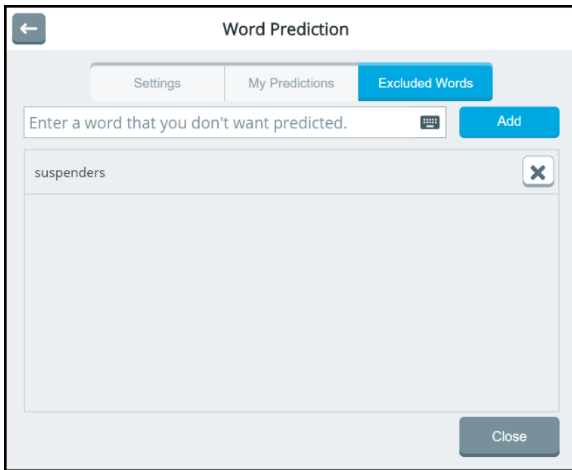 Word Prediction
Settings
My Predictions
Excluded Words
Enter a word that you don't want predicted.
Add
suspenders
Close